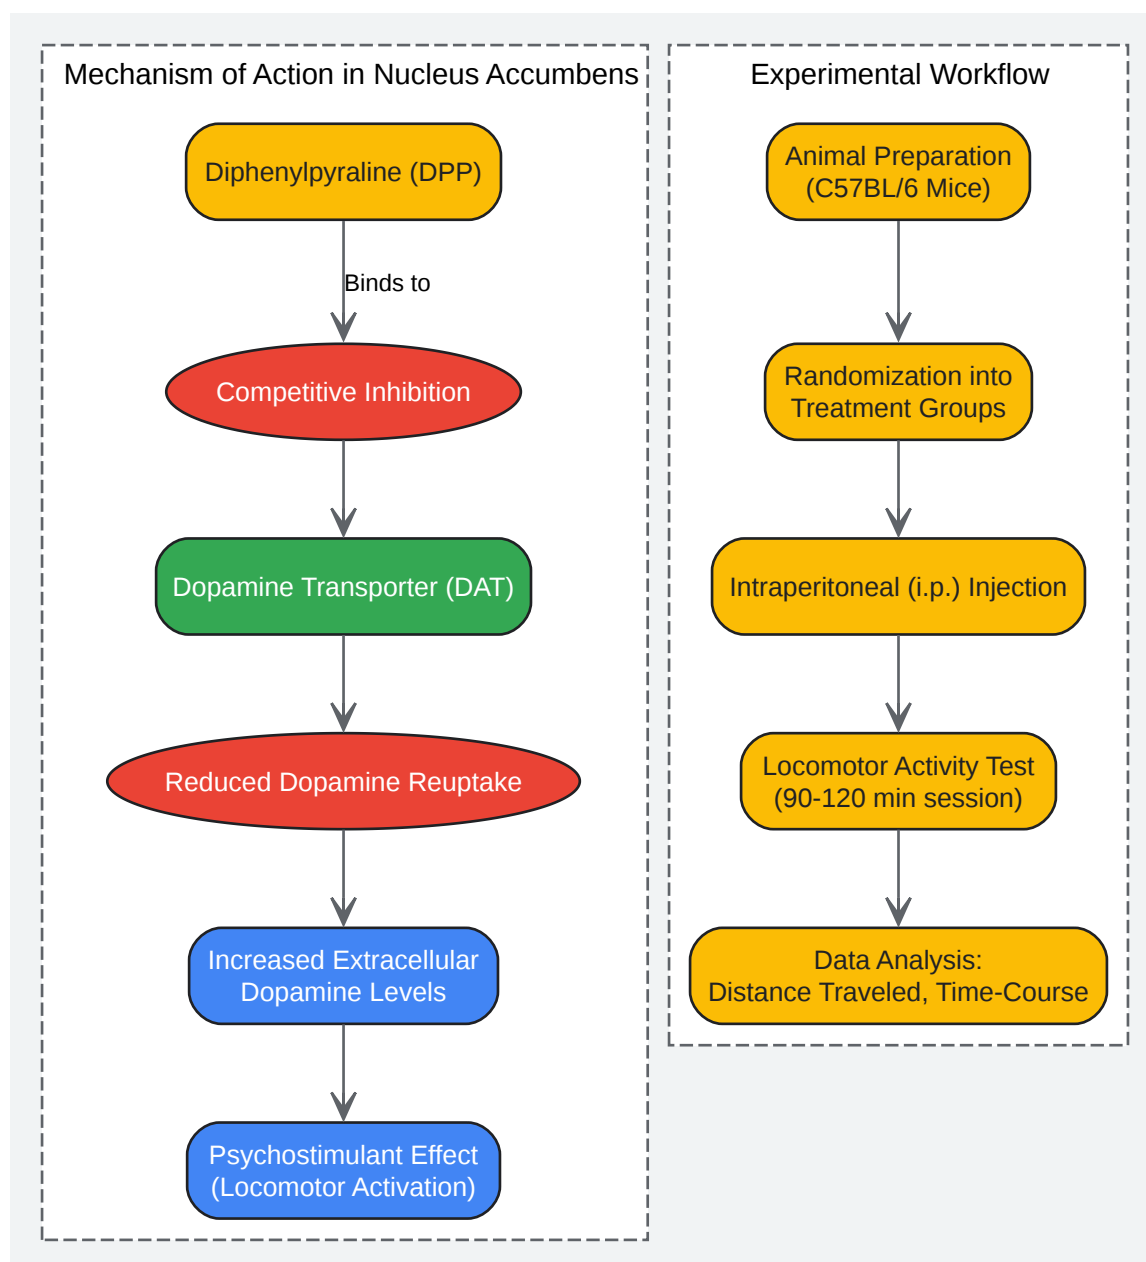 Mechanism of Action in Nucleus Accumbens
Diphenylpyraline (DPP)
Binds to
Competitive Inhibition
Dopamine Transporter (DAT)
Reduced Dopamine Reuptake
Increased Extracellular
Dopamine Levels
Psychostimulant Effect
(Locomotor Activation)
Experimental Workflow
Animal Preparation
(C57BL/6 Mice)
Randomization into
Treatment Groups
Intraperitoneal (i.p.) Injection
Locomotor Activity Test
(90-120 min session)
Data Analysis:
Distance Traveled, Time-Course